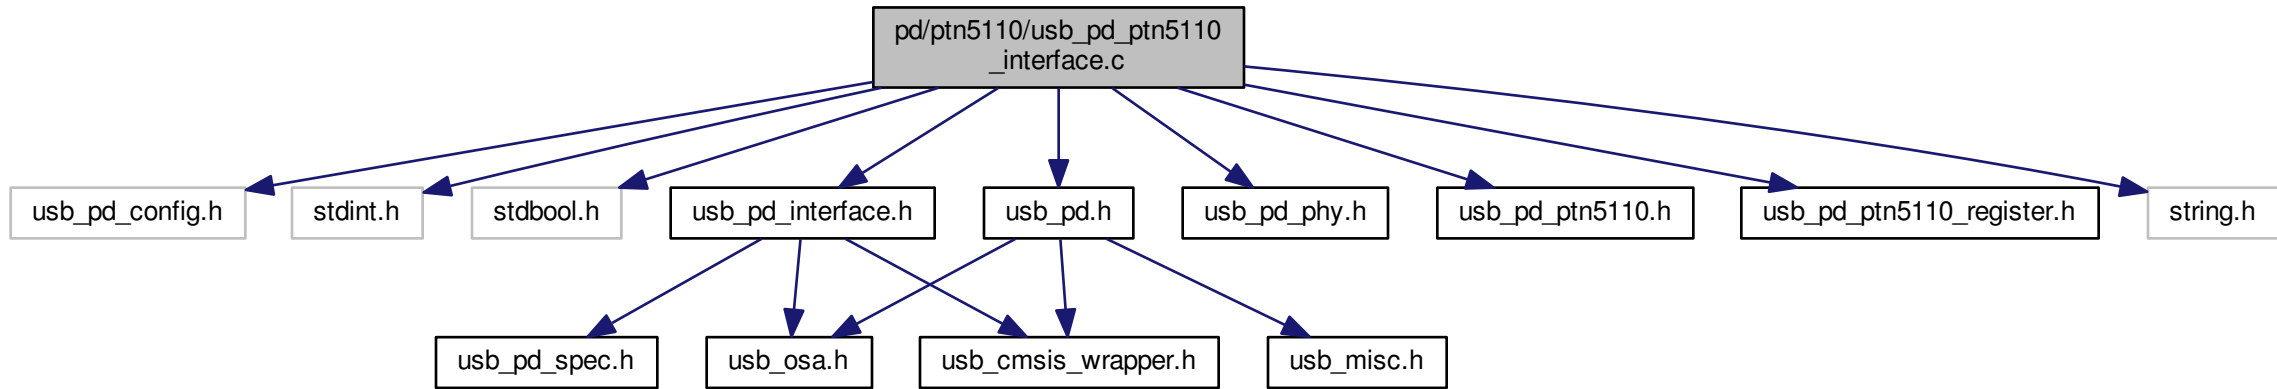 pd/ptn5110/usb_pd_ptn5110
_interface.c
usb_pd_config.h
stdint.h
stdbool.h
usb_pd_interface.h
usb_pd.h
usb_pd_phy.h
usb_pd_ptn5110.h
usb_pd_ptn5110_register.h
string.h
usb_pd_spec.h
usb_osa.h
usb_cmsis_wrapper.h
usb_misc.h